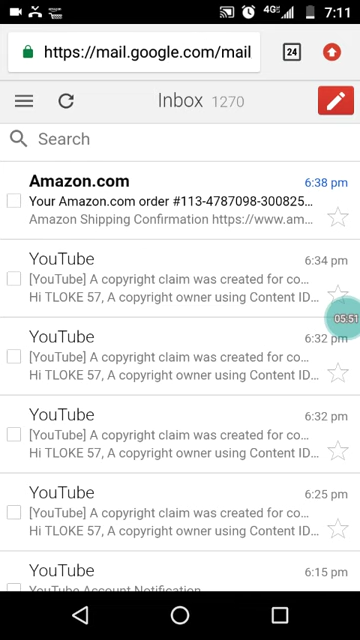 4G 7:11
https://mail.google.com/mail 24
Inbox 1270
Search
Amazon.com 6:38 pm
Your Amazon.com order #113-4787098-300825...
Amazon Shipping Confirmation https://www.am...
YouTube 6:34 pm
[YouTube] A copyright claim was created for co...
Hi TLOKE 57, A copyright owner using Content ID...
05:51
YouTube 6:32 pm
[YouTube] A copyright claim was created for co...
Hi TLOKE 57, A copyright owner using Content ID...
YouTube 6:32 pm
[YouTube] A copyright claim was created for co...
Hi TLOKE 57, A copyright owner using Content ID...
YouTube 6:25 pm
[YouTube] A copyright claim was created for co...
Hi TLOKE 57, A copyright owner using Content ID...
YouTube 6:15 pm
YouTube Account Notification